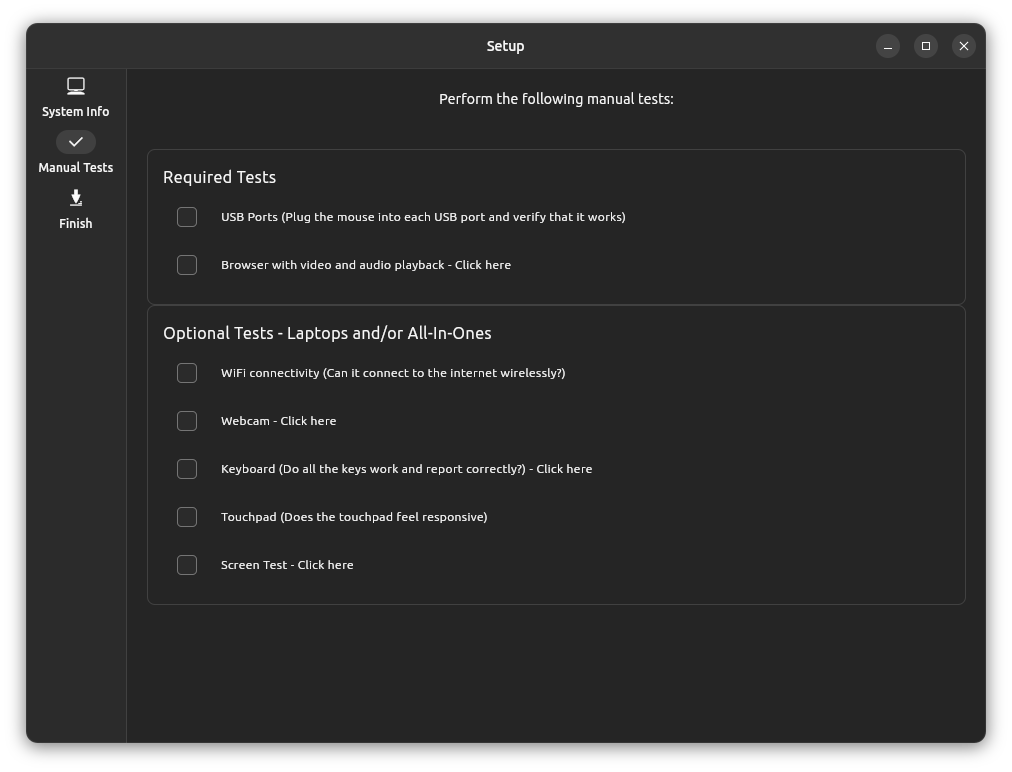 Setup
System Info
Manual Tests
Finish
Perform the following manual tests:
Required Tests
USB Ports (Plug the mouse into each USB port and verify that it works)
Browser with video and audio playback - Click here
Optional Tests - Laptops and/or All-In-Ones
WiFi connectivity (Can it connect to the internet wirelessly?)
Webcam - Click here
Keyboard (Do all the keys work and report correctly?) - Click here
Touchpad (Does the touchpad feel responsive)
Screen Test - Click here